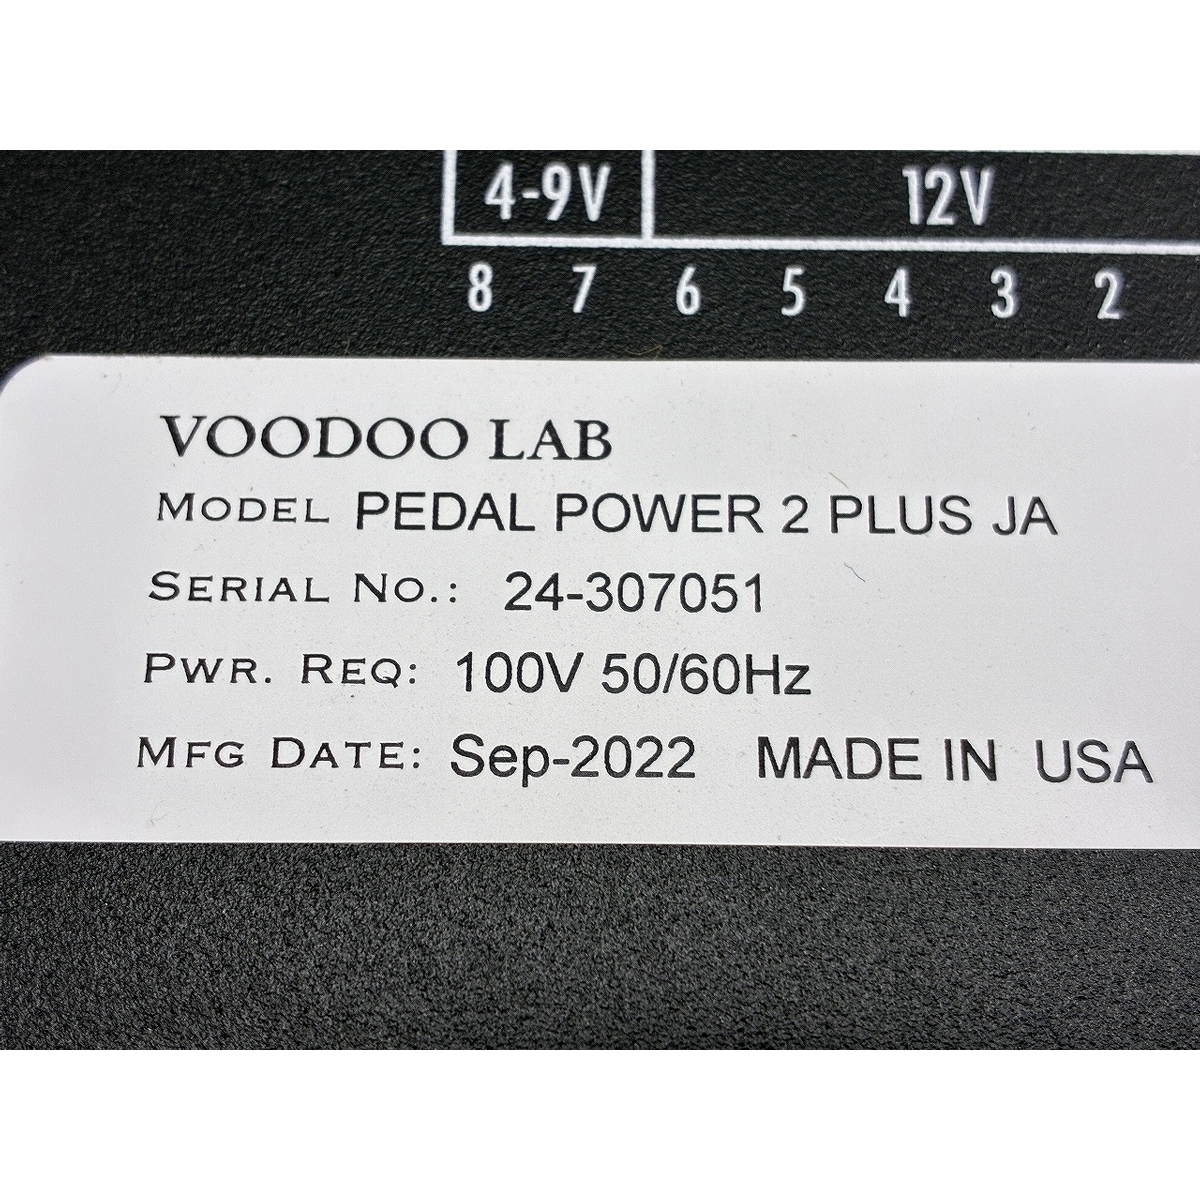 4-9V 12V
8 7 6 5 4 3 2
VOODOO LAB
MODEL PEDAL POWER 2 PLUS JA
SERIAL NO.: 24-307051
PWR. REQ: 100V 50/60Hz
MFG DATE: Sep-2022 MADE IN USA